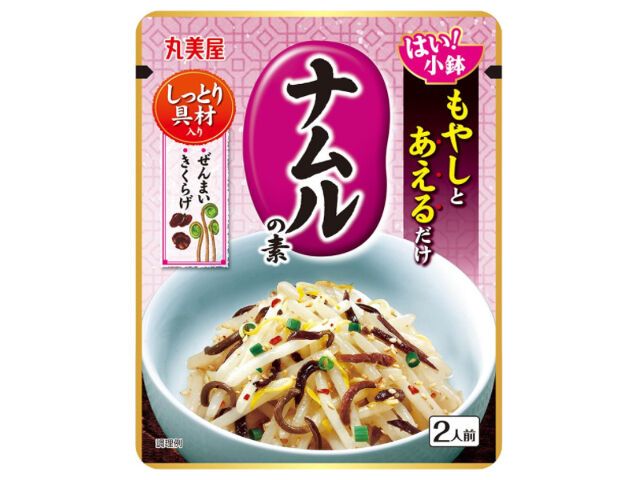 丸美屋
はい!
小鉢
もやしと
あえるだけ
ナムル
の素
しっとり
具材
入り
・ぜんまい
・きくらげ
調理例
2人前